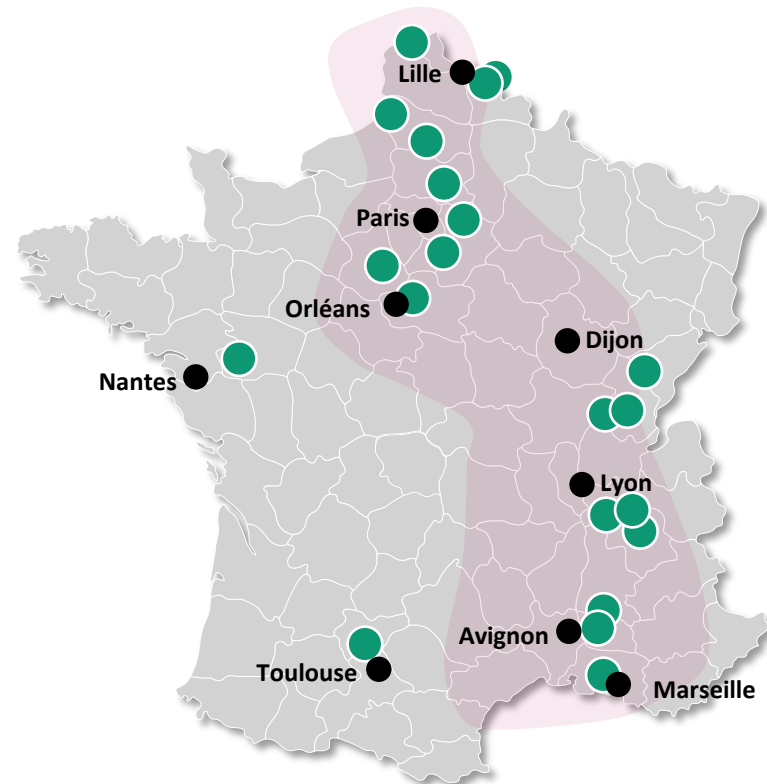 Lille
Paris
Orléans
Dijon
Nantes
Lyon
Avignon
Toulouse
Marseille